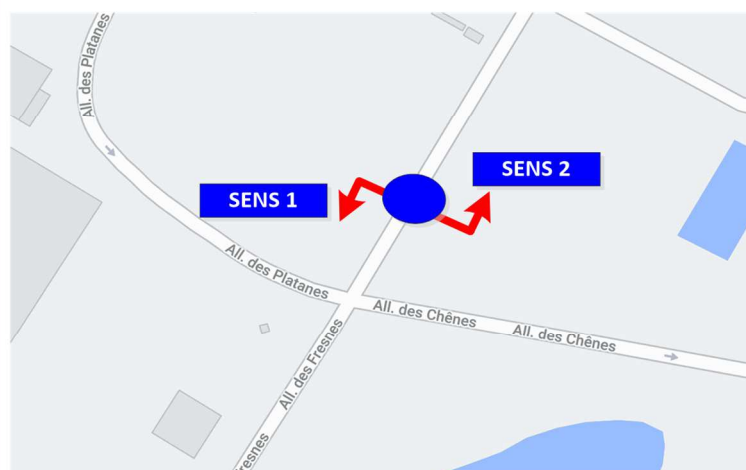 All. des Platanes
SENS 2
SENS 1
All. des Platanes
All. des Chênes
All. des Chênes
All. des Fresnes
resnes